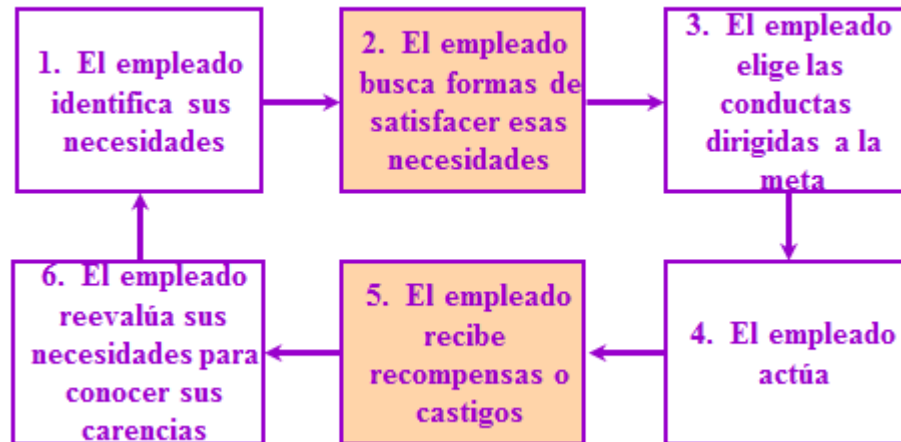 1. El empleado
identifica sus
necesidades
2. El empleado
busca formas de
satisfacer esas
necesidades
3. El empleado
elige las
conductas
dirigidas a la
meta
4. El empleado
actúa
5. El empleado
recibe
recompensas o
castigos
6. El empleado
reevalúa sus
necesidades para
conocer sus
carencias